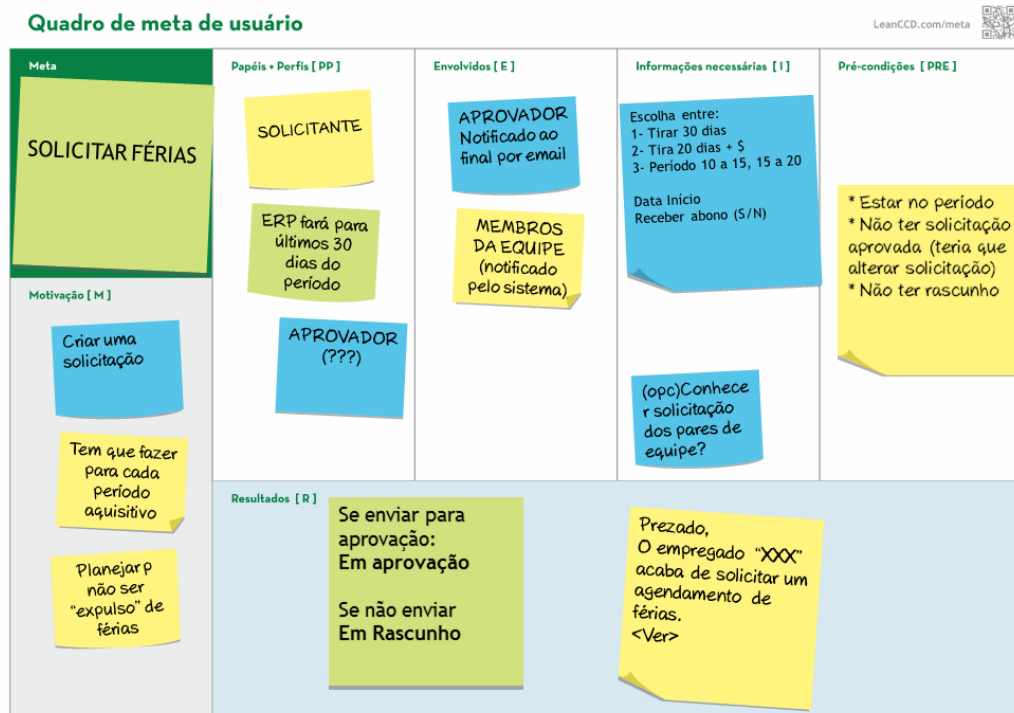 Quadro de meta de usuário
LeanCCD.com/meta
Meta
SOLICITAR FÉRIAS
Motivação [ M ]
Criar uma
solicitação
Tem que fazer
para cada
período
aquisitivo
Planejar p
não ser
"expulso" de
férias
Papéis + Perfis [ PP ]
SOLICITANTE
ERP fará para
últimos 30
dias do
período
APROVADOR
(???)
Envolvidos [ E ]
APROVADOR
Notificado ao
final por email
MEMBROS
DA EQUIPE
(notificado
pelo sistema)
Informações necessárias [ I ]
Escolha entre:
1- Tirar 30 dias
2- Tira 20 dias + $
3- Período 10 a 15, 15 a 20
Data Início
Receber abono (S/N)
(opc)Conhece
r solicitação
dos pares de
equipe?
Pré-condições [ PRE ]
* Estar no período
* Não ter solicitação
aprovada (teria que
alterar solicitação)
* Não ter rascunho
Resultados [ R ]
Se enviar para
aprovação:
Em aprovação
Se não enviar
Em Rascunho
Prezado,
O empregado "XXX"
acaba de solicitar um
agendamento de
férias.
<Ver>